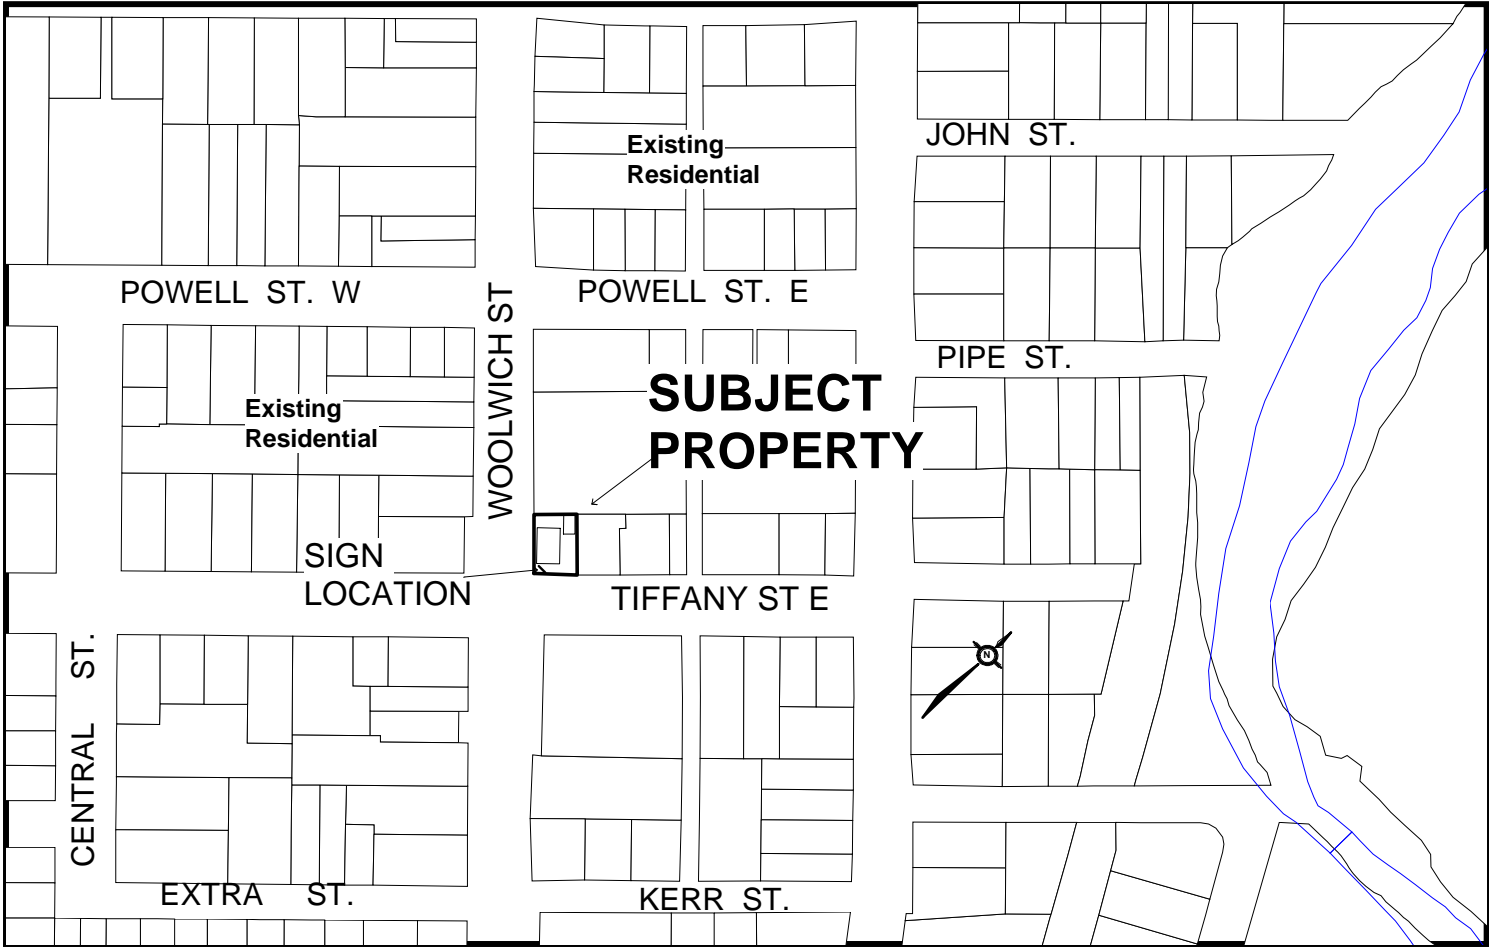 JOHN ST.
Existing
Residential
POWELL ST. W
POWELL ST. E
WOOLWICH ST
PIPE ST.
SUBJECT
PROPERTY
Existing
Residential
SIGN
LOCATION
TIFFANY ST E
N
CENTRAL ST.
EXTRA ST.
KERR ST.